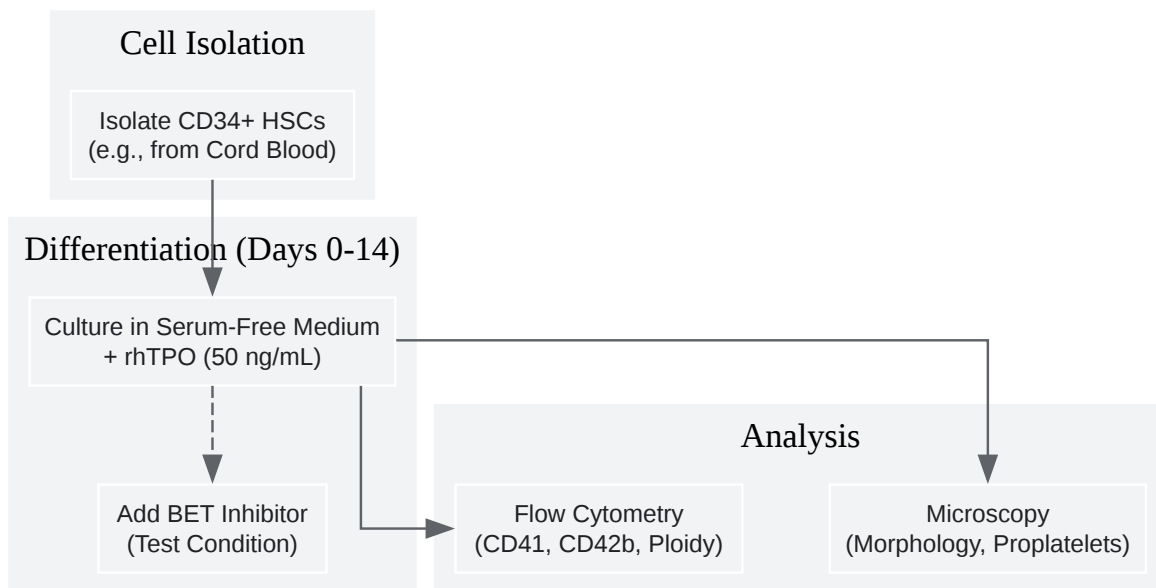 Cell Isolation
Isolate CD34+ HSCs
(e.g., from Cord Blood)
Differentiation (Days 0-14)
Culture in Serum-Free Medium
+ rhTPO (50 ng/mL)
Analysis
Add BET Inhibitor
(Test Condition)
Flow Cytometry
(CD41, CD42b, Ploidy)
Microscopy
(Morphology, Proplatelets)